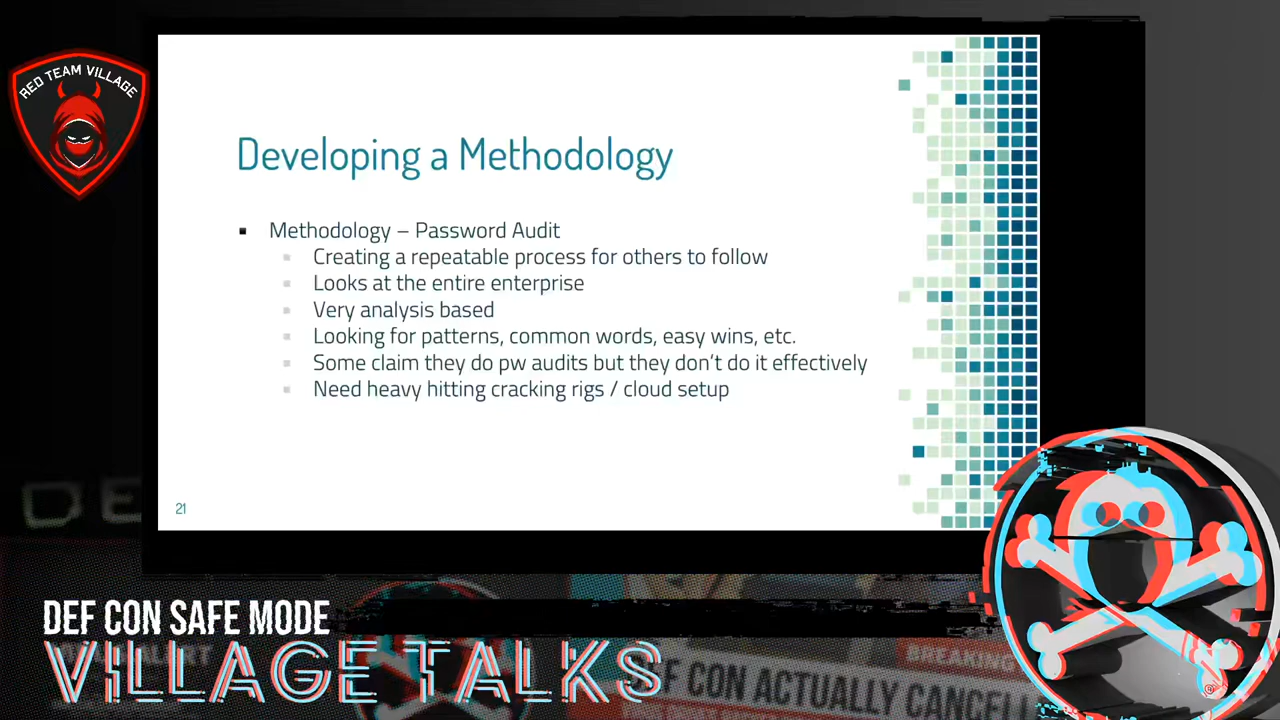 RED TEAM VILLAGE
Developing a Methodology
Methodology – Password Audit
Creating a repeatable process for others to follow
Looks at the entire enterprise
Very analysis based
Looking for patterns, common words, easy wins, etc.
Some claim they do pw audits but they don't do it effectively
Need heavy hitting cracking rigs / cloud setup
21
DEF CON SAFE MODE
VILLAGE TALKS
BREAKING
DEF CON ACTUALLY